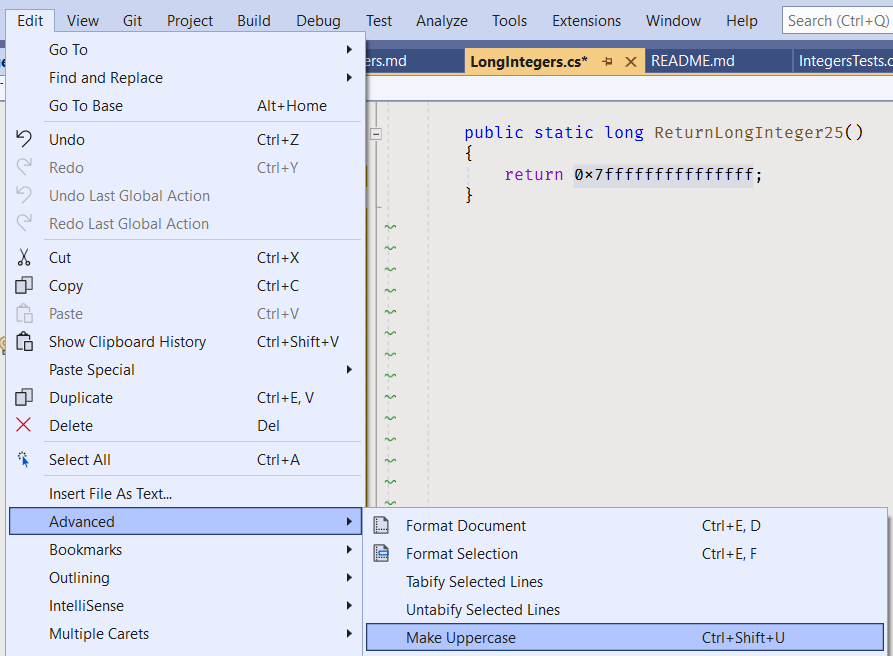 Edit View Git Project Build Debug Test Analyze Tools Extensions Window Help Search (Ctrl+Q)
ers.md LongIntegers.cs* README.md IntegersTests.c
Go To
Find and Replace
Go To Base Alt+Home
Undo Ctrl+Z
Redo Ctrl+Y
Undo Last Global Action
Redo Last Global Action
Cut Ctrl+X
Copy Ctrl+C
Paste Ctrl+V
Show Clipboard History Ctrl+Shift+V
Paste Special
Duplicate Ctrl+E, V
Delete Del
Select All Ctrl+A
Insert File As Text...
Advanced
Bookmarks
Outlining
IntelliSense
Multiple Carets
public static long ReturnLongInteger25()
{
return 0x7fffffffffffffff;
}
Format Document Ctrl+E, D
Format Selection Ctrl+E, F
Tabify Selected Lines
Untabify Selected Lines
Make Uppercase Ctrl+Shift+U